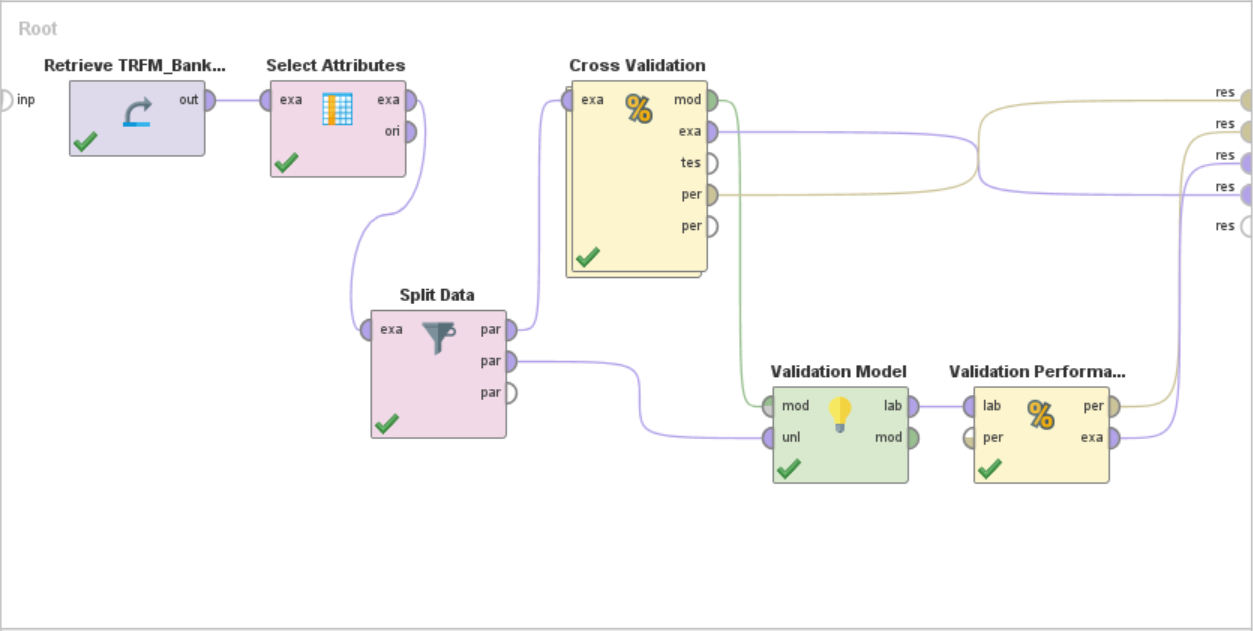 Root
Retrieve TRFM_Bank...
Select Attributes
Cross Validation
inp
out
exa
exa
ori
exa
mod
exa
tes
per
per
res
res
res
res
res
Split Data
exa
par
par
par
Validation Model
mod
lab
unl
mod
Validation Performa...
lab
per
per
exa